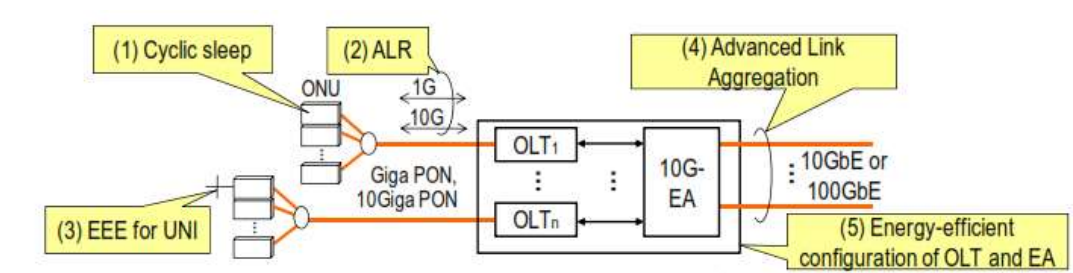 (1) Cyclic sleep
(2) ALR
(4) Advanced Link
Aggregation
ONU
1G
10G
OLT1
10G-
EA
OLTn
Giga PON,
10Giga PON
10GbE or
100GbE
(3) EEE for UNI
(5) Energy-efficient
configuration of OLT and EA